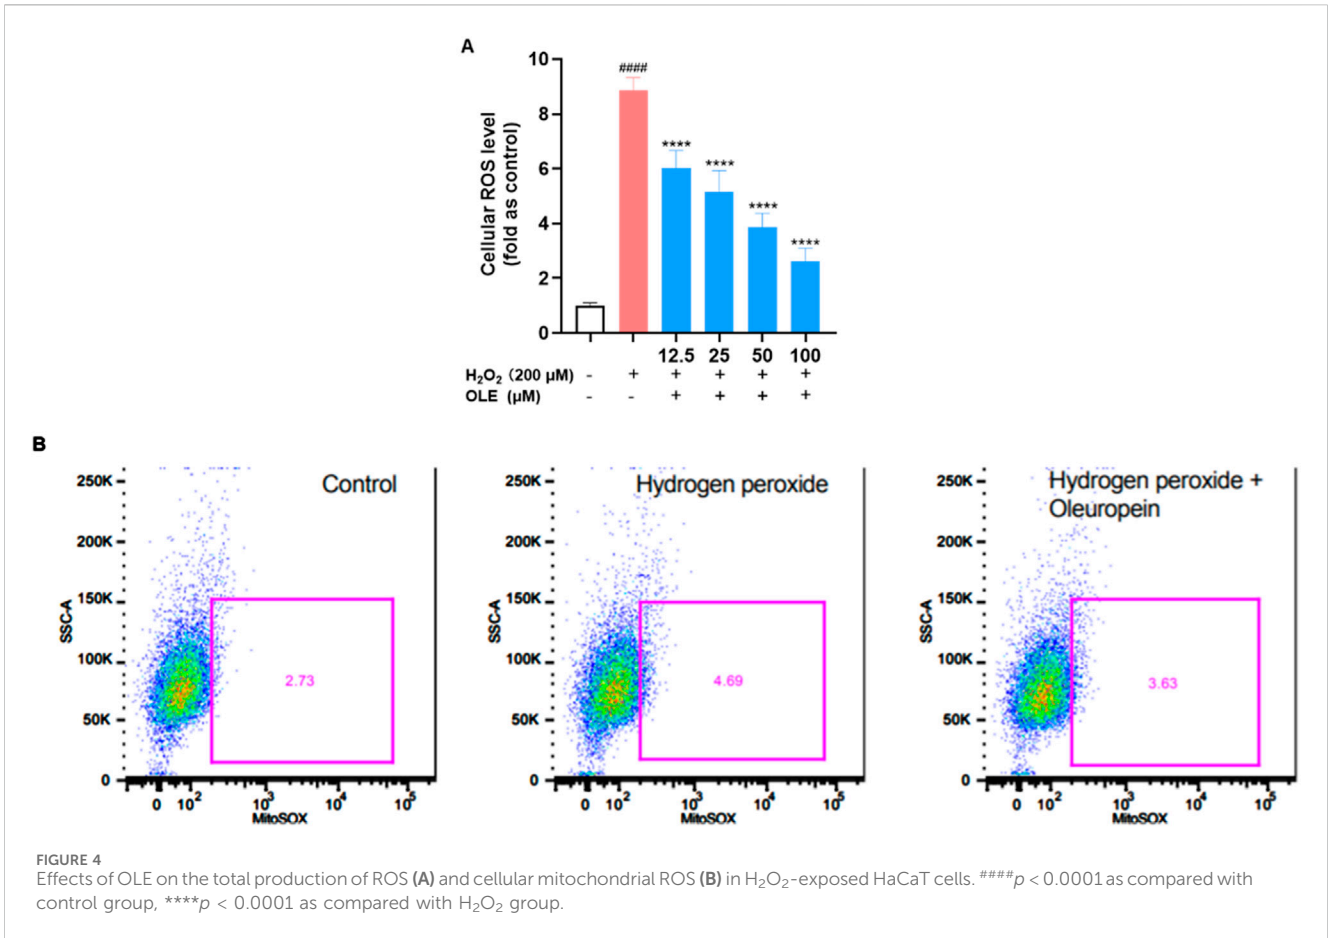 A
Cellular ROS level
(fold as control)
10
8
6
4
2
0
####
****
****
****
****
12.5 25 50 100
H₂O₂ (200 μM) - + + + + +
OLE (μM) - - + + + +
B
Control
250K
200K
150K
100K
50K
0
SSC-A
2.73
0 10² 10³ 10⁴ 10⁵
MitoSOX
Hydrogen peroxide
250K
200K
150K
100K
50K
0
SSC-A
4.69
0 10² 10³ 10⁴ 10⁵
MitoSOX
Hydrogen peroxide +
Oleuropein
250K
200K
150K
100K
50K
0
SSC-A
3.63
0 10² 10³ 10⁴ 10⁵
MitoSOX
FIGURE 4
Effects of OLE on the total production of ROS (A) and cellular mitochondrial ROS (B) in H₂O₂-exposed HaCaT cells. ####p < 0.0001 as compared with
control group, ****p < 0.0001 as compared with H₂O₂ group.